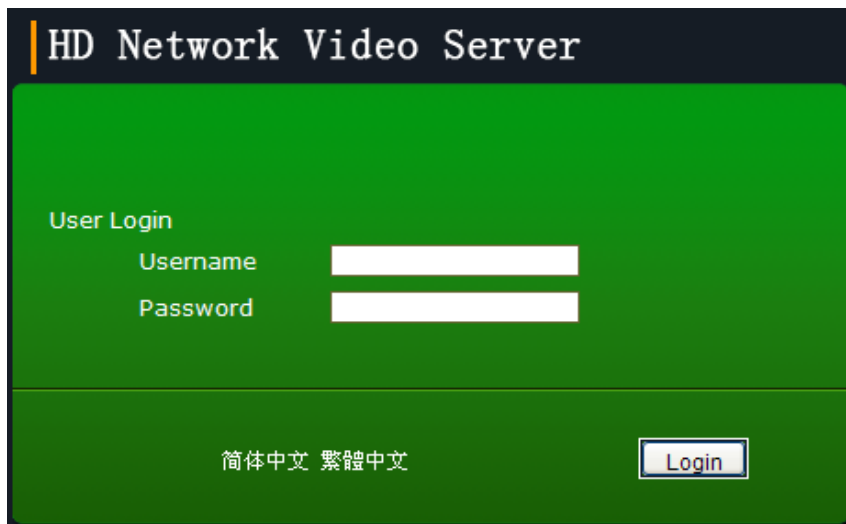 HD Network Video Server
User Login
Username
Password
简体中文 繁體中文
Login